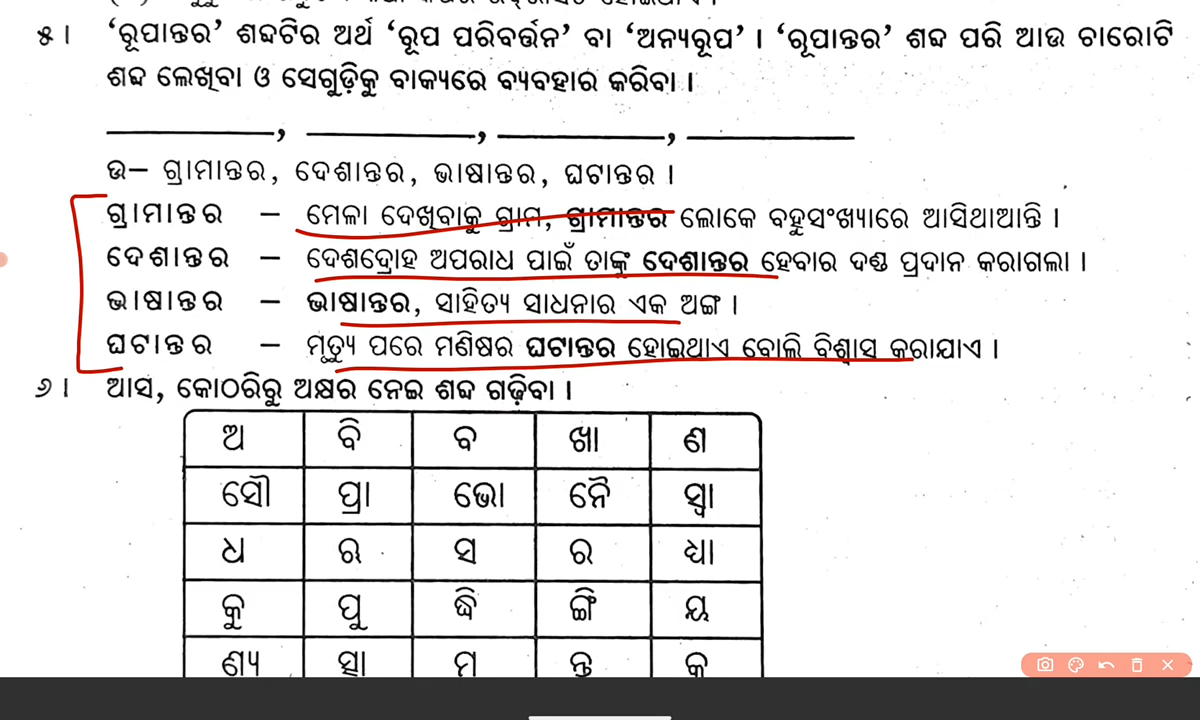 ୫। ‘ରୂପାନ୍ତର’ ଶବ୍ଦଟିର ଅର୍ଥ ‘ରୂପ ପରିବର୍ତ୍ତନ’ ବା ‘ଅନ୍ୟରୂପ’। ‘ରୂପାନ୍ତର’ ଶବ୍ଦ ପରି ଆଉ ଚାରୋଟି
ଶବ୍ଦ ଲେଖିବା ଓ ସେଗୁଡ଼ିକୁ ବାକ୍ୟରେ ବ୍ୟବହାର କରିବା।
__________, __________, __________, __________
ଉ– ଗ୍ରାମାନ୍ତର, ଦେଶାନ୍ତର, ଭାଷାନ୍ତର, ଘଟାନ୍ତର।
ଗ୍ରାମାନ୍ତର – ମେଳା ଦେଖିବାକୁ ଗ୍ରାମ, ଗ୍ରାମାନ୍ତର ଲୋକେ ବହୁସଂଖ୍ୟାରେ ଆସିଥାଆନ୍ତି।
ଦେଶାନ୍ତର – ଦେଶଦ୍ରୋହ ଅପରାଧ ପାଇଁ ତାଙ୍କୁ ଦେଶାନ୍ତର ହେବାର ଦଣ୍ଡ ପ୍ରଦାନ କରାଗଲା।
ଭାଷାନ୍ତର – ଭାଷାନ୍ତର, ସାହିତ୍ୟ ସାଧନାର ଏକ ଅଙ୍ଗ।
ଘଟାନ୍ତର – ମୃତ୍ୟୁ ପରେ ମଣିଷର ଘଟାନ୍ତର ହୋଇଥାଏ ବୋଲି ବିଶ୍ୱାସ କରାଯାଏ।
୬। ଆସ, କୋଠରିରୁ ଅକ୍ଷର ନେଇ ଶବ୍ଦ ଗଢ଼ିବା।
ଅ ବି ବ ଖା ଣ
ସୌ ପ୍ରା ଭୋ ନୈ ସ୍ୱା
ଧ ର ସ ର ଧ୍ୟା
କୁ ପୁ ଦ୍ଧି ଙ୍ଗି ୟ
ଣ୍ୟ ତ୍ସା ମ ନ୍ତ କ